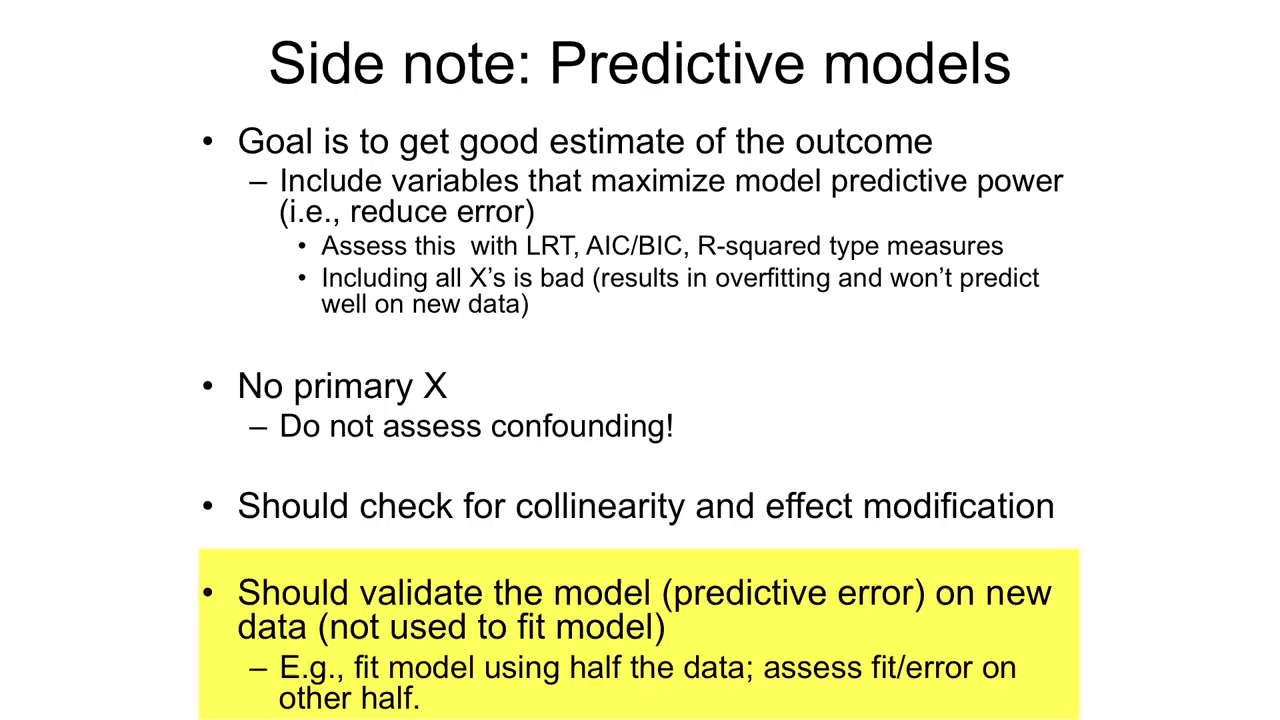 Side note: Predictive models
• Goal is to get good estimate of the outcome
– Include variables that maximize model predictive power
(i.e., reduce error)
• Assess this with LRT, AIC/BIC, R-squared type measures
• Including all X’s is bad (results in overfitting and won’t predict
well on new data)
• No primary X
– Do not assess confounding!
• Should check for collinearity and effect modification
• Should validate the model (predictive error) on new
data (not used to fit model)
– E.g., fit model using half the data; assess fit/error on
other half.